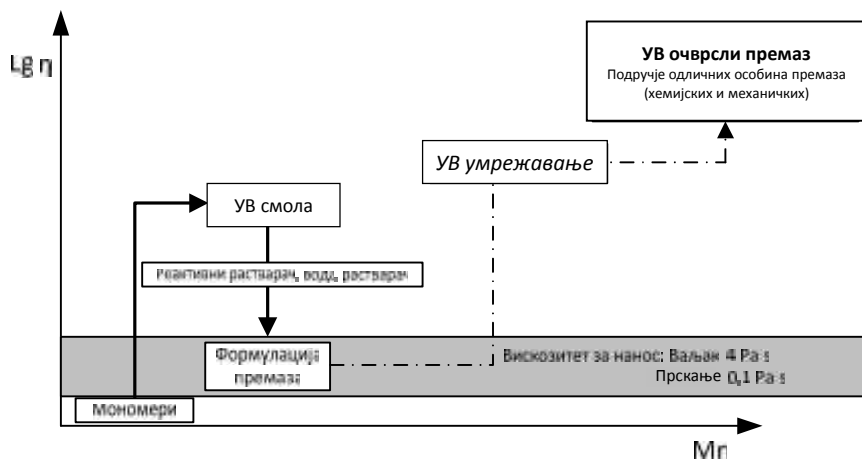 Lg η
УВ очврсли премаз
Подручје одличних особина премаза
(хемијских и механичких)
УВ умрежавање
УВ смола
Реактивни растварач, вода, растварач
Формулација
премаза
Вискозитет за нанос: Ваљак 4 Pa s
Прскање 0,1 Pa s
Мономери
Mn